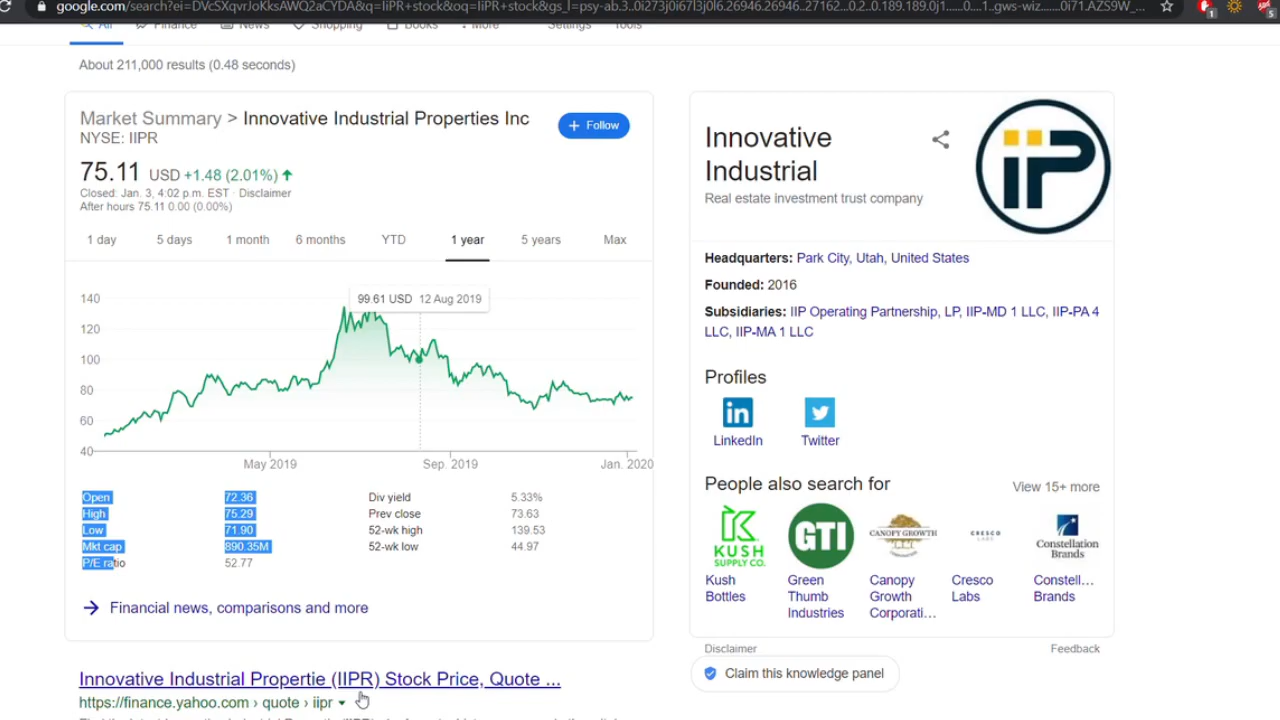 google.com/search?ei=DVcSXqvrJoKksAWQ2aCYDA&q=IiPR+stock&oq=IiPR+stock&gs_l=psy-ab.3..0i273j0i67l3j0l6.26946.26946..27162...0.2..0.189.189.0j1......0....1..gws-wiz.......0i71.AZS9W_...
1
5
All
Finance
News
Shopping
Books
More
Settings
Tools
About 211,000 results (0.48 seconds)
Market Summary > Innovative Industrial Properties Inc
NYSE: IIPR
+ Follow
75.11 USD +1.48 (2.01%)
Closed: Jan. 3, 4:02 p.m. EST · Disclaimer
After hours 75.11 0.00 (0.00%)
1 day 5 days 1 month 6 months YTD 1 year 5 years Max
99.61 USD 12 Aug 2019
140
120
100
80
60
40
May 2019 Sep. 2019 Jan. 2020
Open 72.36 Div yield 5.33%
High 75.29 Prev close 73.63
Low 71.90 52-wk high 139.53
Mkt cap 890.35M 52-wk low 44.97
P/E ratio 52.77
Financial news, comparisons and more
Innovative Industrial Propertie (IIPR) Stock Price, Quote ...
https://finance.yahoo.com › quote › iipr
Innovative
Industrial
Real estate investment trust company
iiP
Headquarters: Park City, Utah, United States
Founded: 2016
Subsidiaries: IIP Operating Partnership, LP, IIP-MD 1 LLC, IIP-PA 4
LLC, IIP-MA 1 LLC
Profiles
in
LinkedIn Twitter
People also search for View 15+ more
KUSH
SUPPLY CO.
GTI
CANOPY GROWTH
CRESCO
LABS
Constellation
Brands
Kush
Bottles
Green
Thumb
Industries
Canopy
Growth
Corporati...
Cresco
Labs
Constell...
Brands
Disclaimer Feedback
Claim this knowledge panel